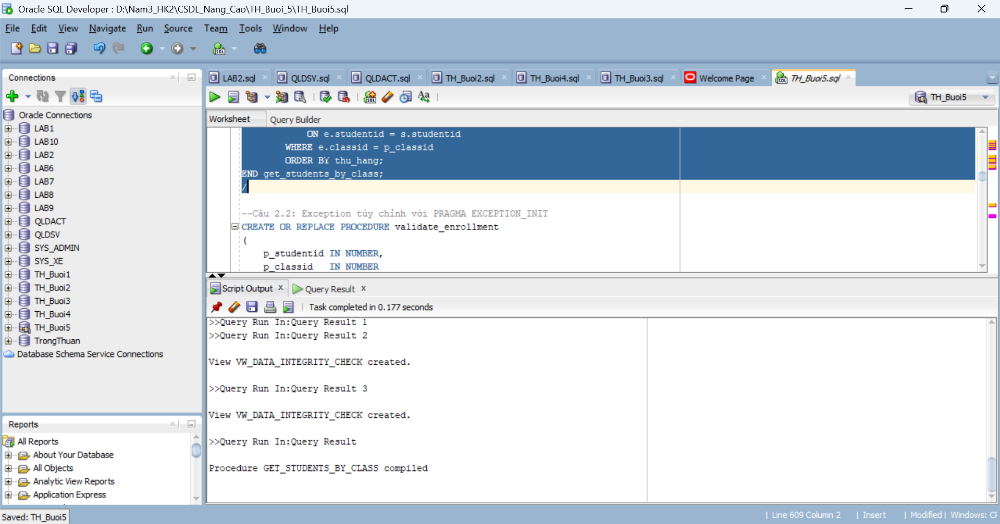 Oracle SQL Developer : D:\Nam3_HK2\CSDL_Nang_Cao\TH_Buoi_5\TH_Buoi5.sql
File Edit View Navigate Run Source Team Tools Window Help
Connections
Oracle Connections
LAB1
LAB10
LAB2
LAB6
LAB7
LAB8
LAB9
QLDACT
QLDSV
SYS_ADMIN
SYS_XE
TH_Buoi1
TH_Buoi2
TH_Buoi3
TH_Buoi4
TH_Buoi5
TrongThuan
Database Schema Service Connections
Reports
All Reports
About Your Database
All Objects
Analytic View Reports
Application Express
LAB2.sql QLDSV.sql QLDACT.sql TH_Buoi2.sql TH_Buoi4.sql TH_Buoi3.sql Welcome Page TH_Buoi5.sql
TH_Buoi5
Worksheet Query Builder
ON e.studentid = s.studentid
WHERE e.classid = p_classid
ORDER BY thu_hang;
END get_students_by_class;
/
--Câu 2.2: Exception tùy chỉnh với PRAGMA EXCEPTION_INIT
CREATE OR REPLACE PROCEDURE validate_enrollment
(
p_studentid IN NUMBER,
p_classid IN NUMBER
Script Output Query Result
Task completed in 0.177 seconds
>>Query Run In:Query Result 1
>>Query Run In:Query Result 2
View VW_DATA_INTEGRITY_CHECK created.
>>Query Run In:Query Result 3
View VW_DATA_INTEGRITY_CHECK created.
>>Query Run In:Query Result
Procedure GET_STUDENTS_BY_CLASS compiled
Saved: TH_Buoi5
Line 609 Column 2 | Insert | Modified | Windows: CF